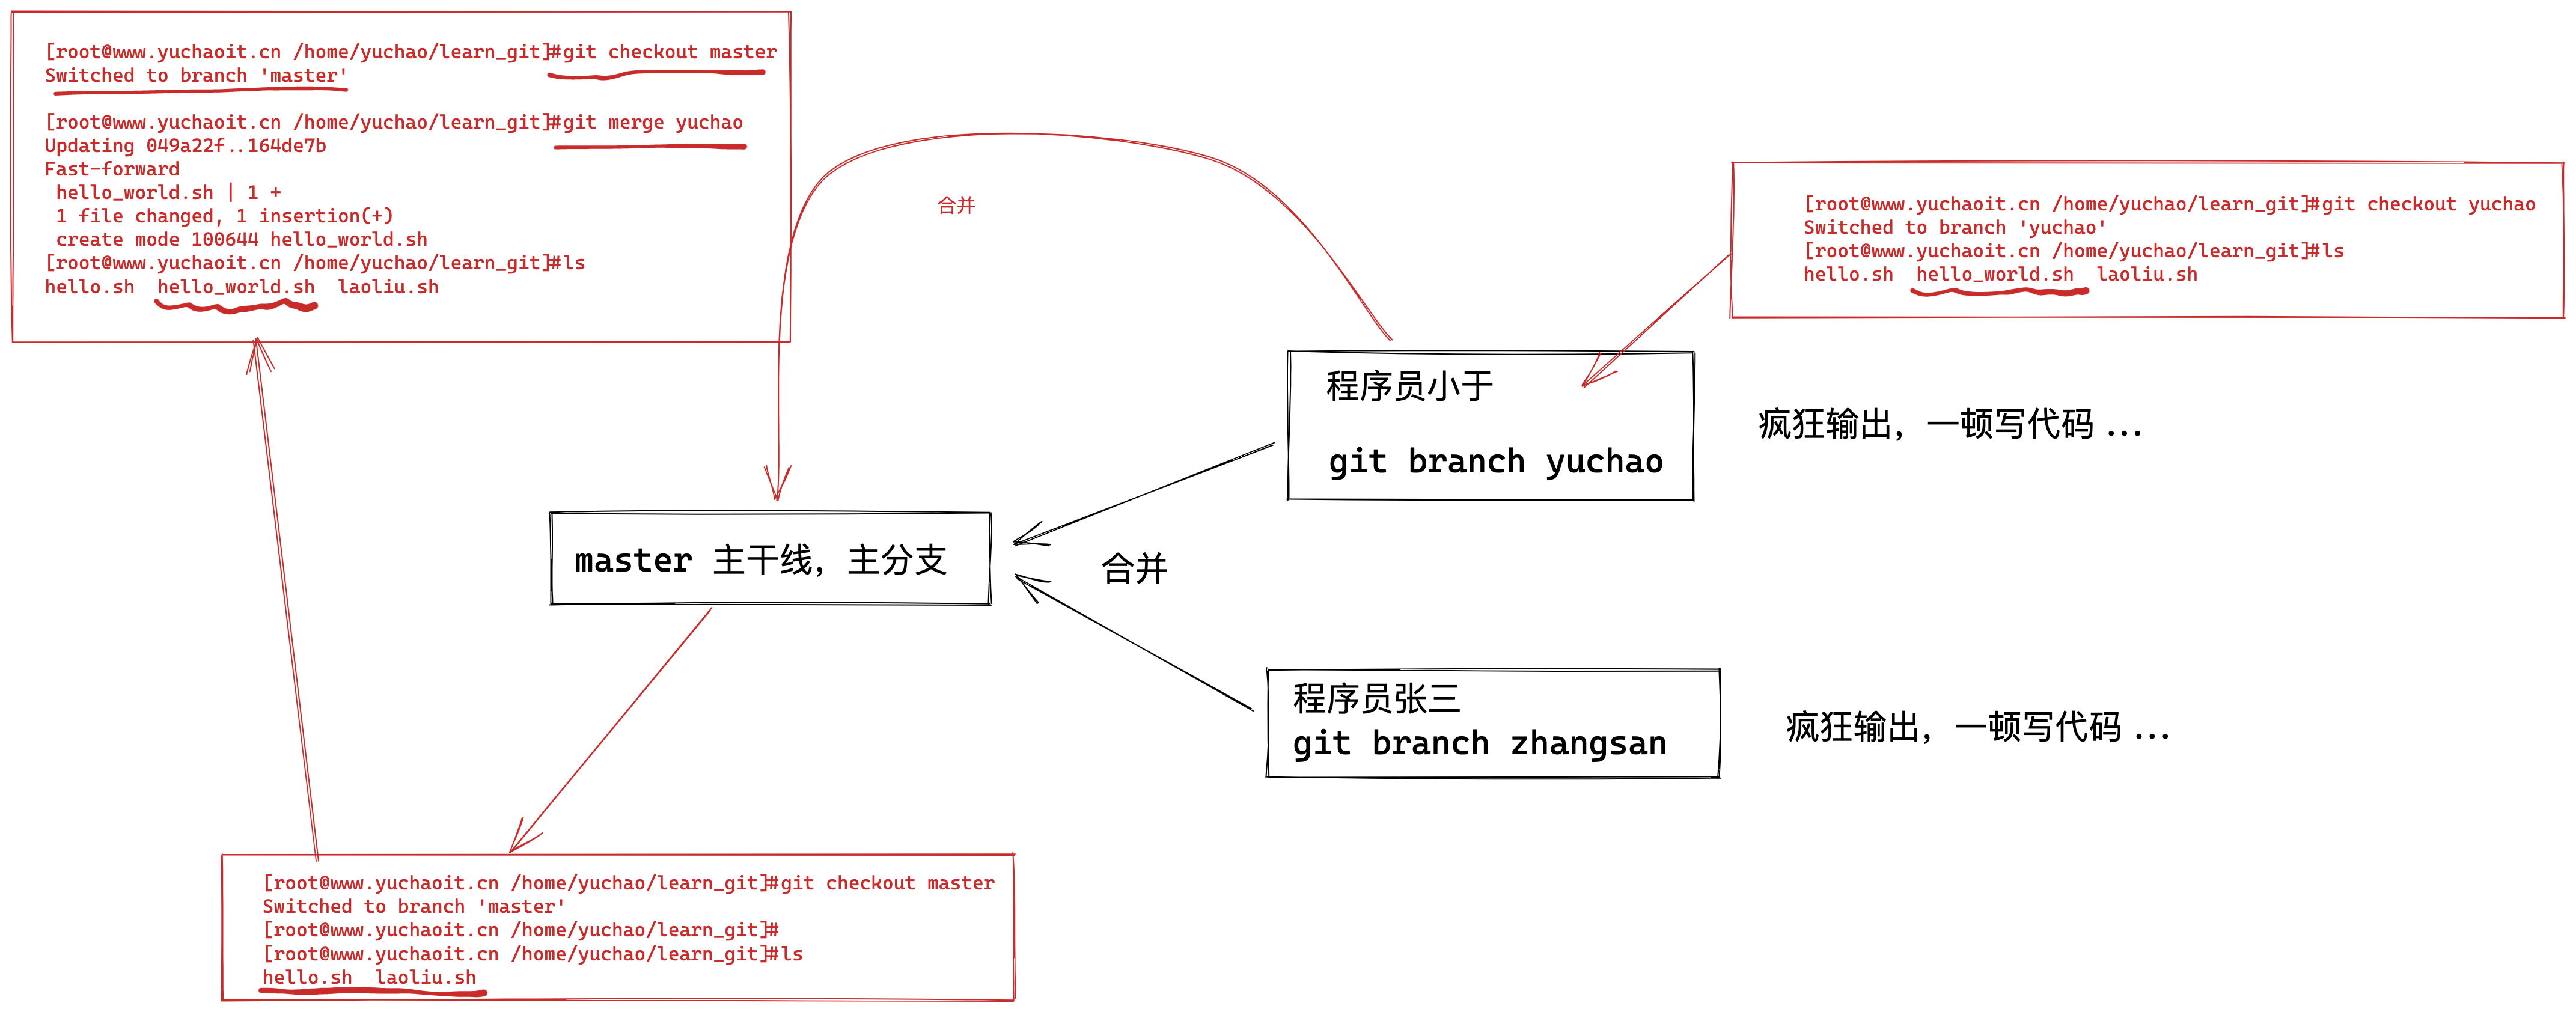 [root@www.yuchaoit.cn /home/yuchao/learn_git]#git checkout master
Switched to branch 'master'
[root@www.yuchaoit.cn /home/yuchao/learn_git]#git merge yuchao
Updating 049a22f..164de7b
Fast-forward
 hello_world.sh | 1 +
 1 file changed, 1 insertion(+)
 create mode 100644 hello_world.sh
[root@www.yuchaoit.cn /home/yuchao/learn_git]#ls
hello.sh  hello_world.sh  laoliu.sh
合并
[root@www.yuchaoit.cn /home/yuchao/learn_git]#git checkout yuchao
Switched to branch 'yuchao'
[root@www.yuchaoit.cn /home/yuchao/learn_git]#ls
hello.sh  hello_world.sh  laoliu.sh
程序员小于
git branch yuchao
疯狂输出，一顿写代码 ...
master 主干线，主分支
合并
程序员张三
git branch zhangsan
疯狂输出，一顿写代码 ...
[root@www.yuchaoit.cn /home/yuchao/learn_git]#git checkout master
Switched to branch 'master'
[root@www.yuchaoit.cn /home/yuchao/learn_git]#
[root@www.yuchaoit.cn /home/yuchao/learn_git]#ls
hello.sh  laoliu.sh